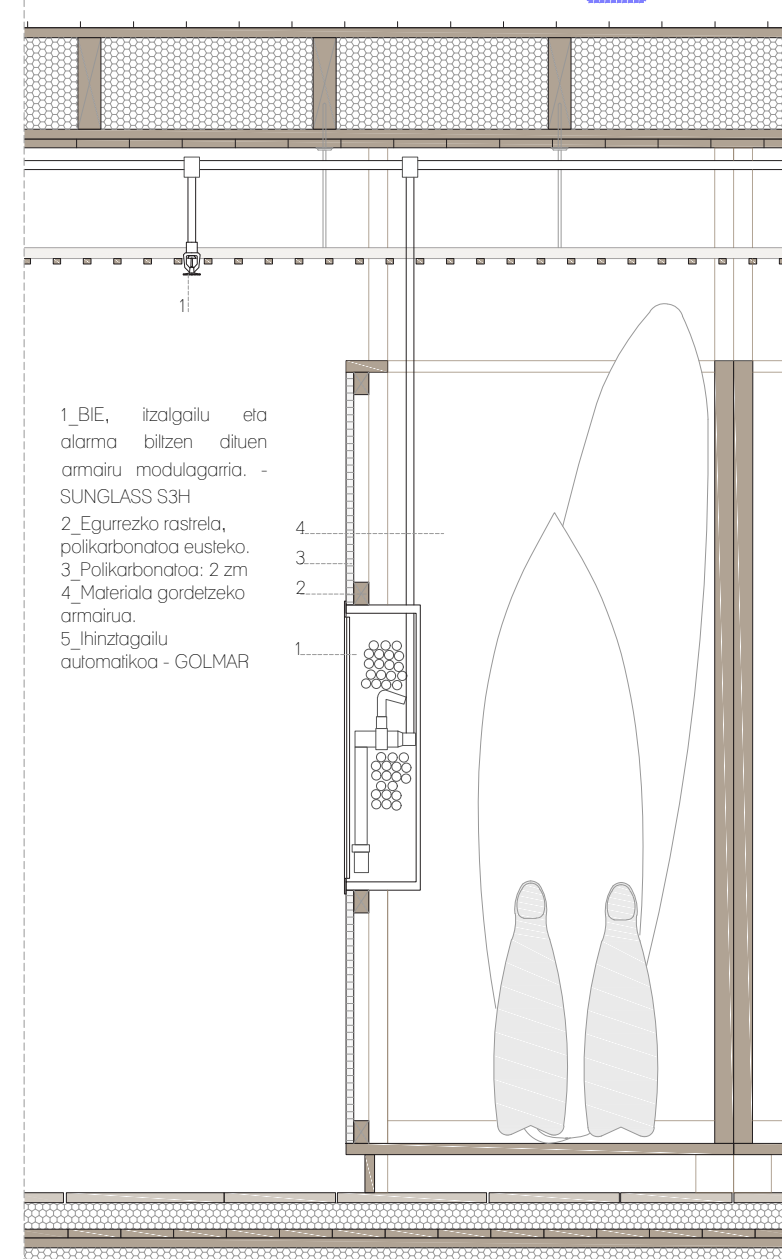 1
1_BIE, itzalgailu eta
alarma biltzen dituen
armairu modulagarria. -
SUNGLASS S3H
2_Egurrezko rastrela,
polikarbonatoa eusteko.
3_Polikarbonatoa: 2 zm
4_Materiala gordetzeko
armairua.
5_Ihinztagailu
automatikoa - GOLMAR
4
3
2
1